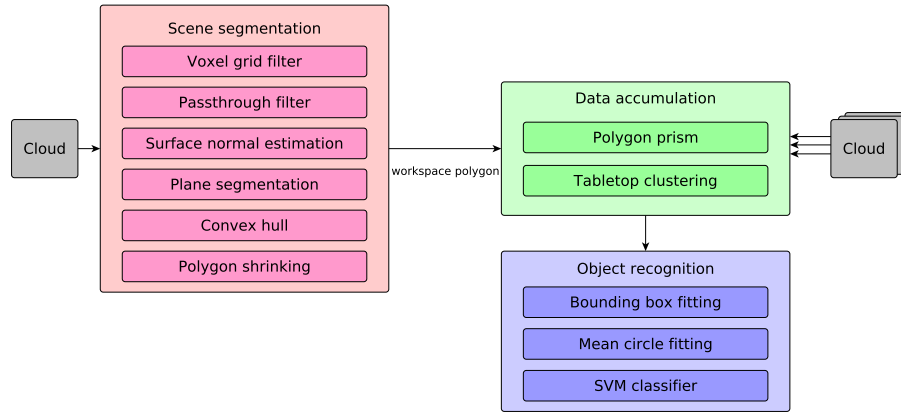 Cloud
Scene segmentation
Voxel grid filter
Passthrough filter
Surface normal estimation
Plane segmentation
Convex hull
Polygon shrinking
workspace polygon
Data accumulation
Polygon prism
Tabletop clustering
Cloud
Object recognition
Bounding box fitting
Mean circle fitting
SVM classifier